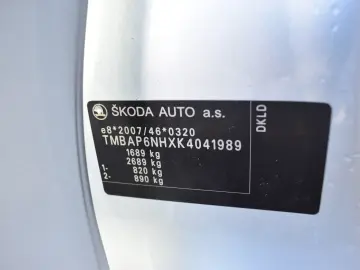 ŠKODA AUTO a.s.
e8*2007/46*0320
TMBAP6NHXK4041989
1689 kg
2689 kg
1- 820 kg
2- 890 kg
DKLD